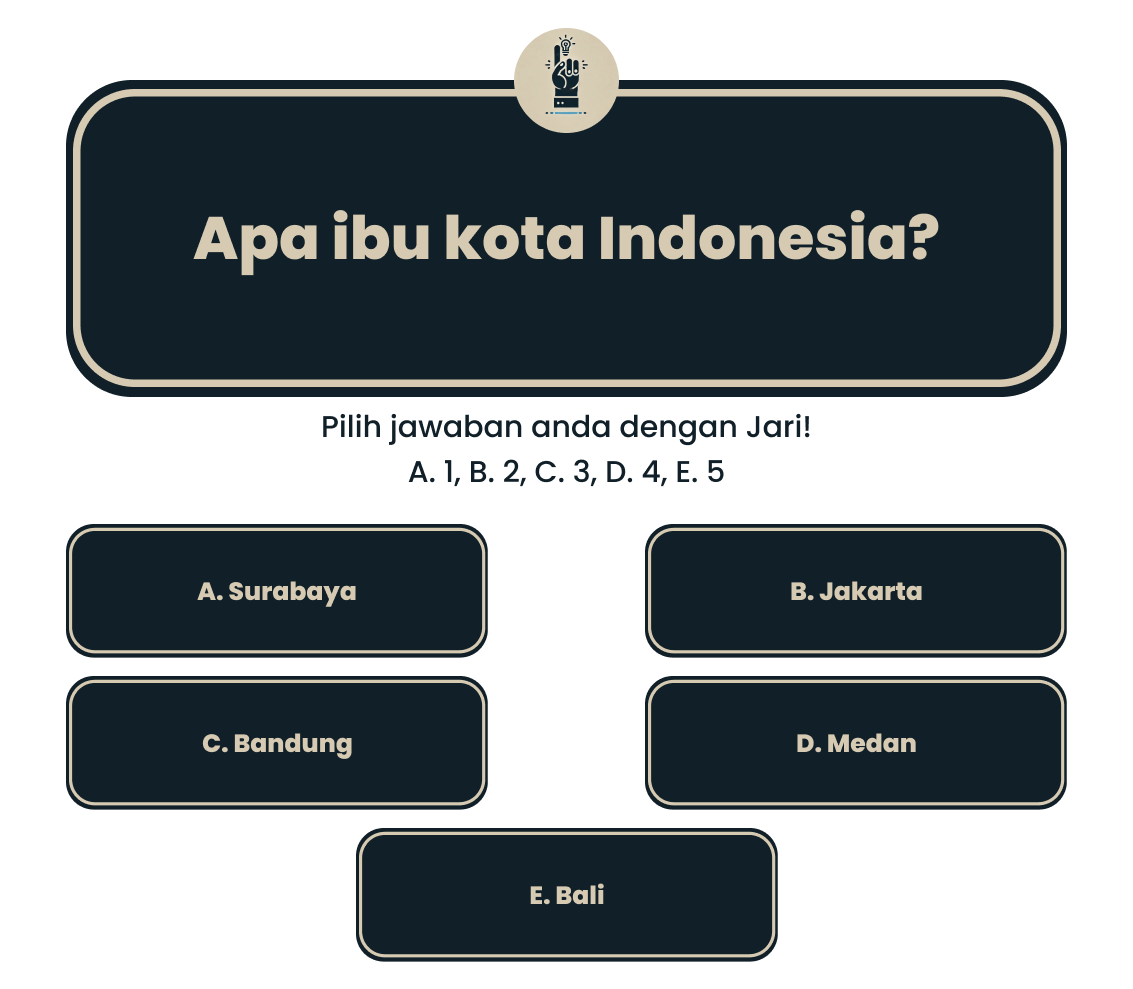 Apa ibu kota Indonesia?
Pilih jawaban anda dengan Jari!
A. 1, B. 2, C. 3, D. 4, E. 5
A. Surabaya
B. Jakarta
C. Bandung
D. Medan
E. Bali